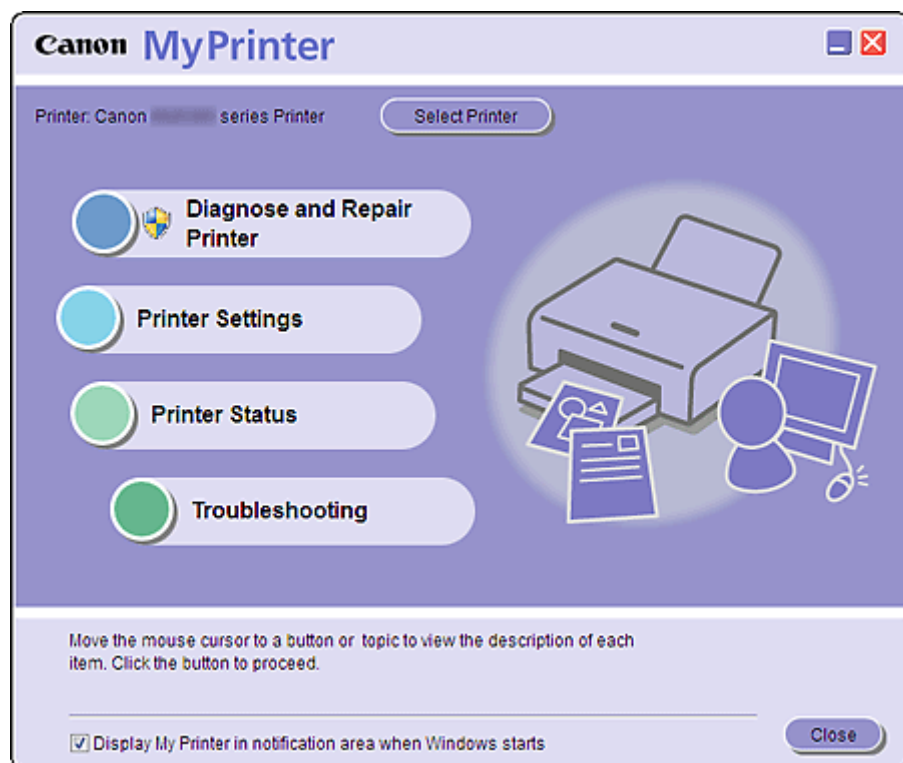 Canon MyPrinter
Printer: Canon series Printer
Select Printer
Diagnose and Repair
Printer
Printer Settings
Printer Status
Troubleshooting
Move the mouse cursor to a button or topic to view the description of each
item. Click the button to proceed.
Display My Printer in notification area when Windows starts
Close